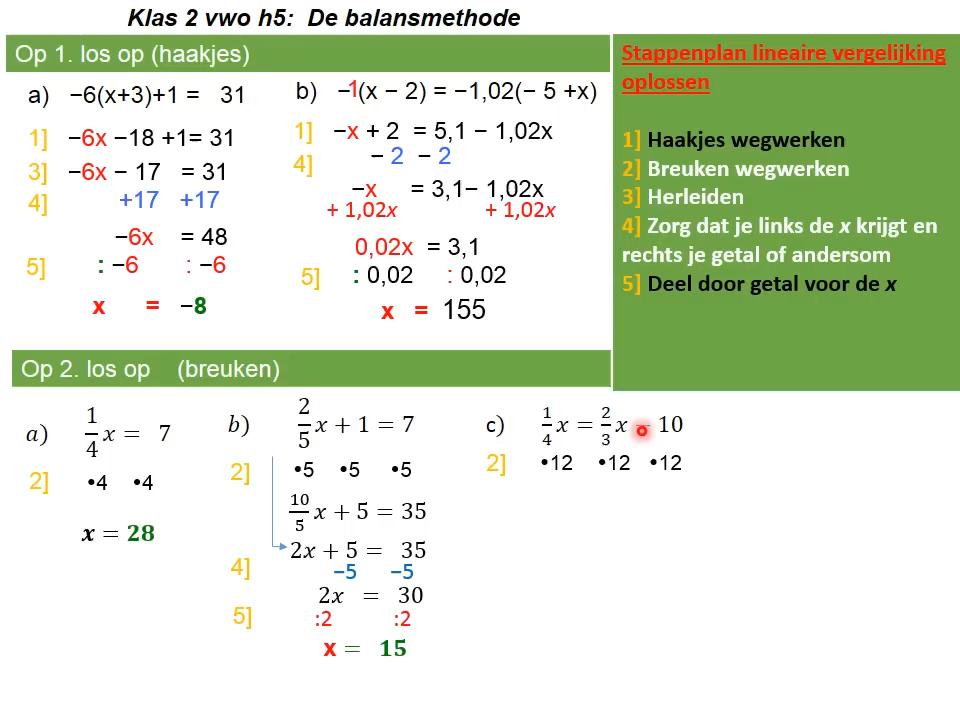 Klas 2 vwo h5: De balansmethode
Op 1. los op (haakjes)
a) −6(x+3)+1 = 31
1] −6x −18 +1= 31
3] −6x − 17 = 31
4] +17 +17
−6x = 48
5] : −6 : −6
x = −8
b) −1(x − 2) = −1,02(− 5 +x)
1] −x + 2 = 5,1 − 1,02x
4] − 2 − 2
−x = 3,1− 1,02x
+ 1,02x + 1,02x
0,02x = 3,1
5] : 0,02 : 0,02
x = 155
Stappenplan lineaire vergelijking
oplossen
1] Haakjes wegwerken
2] Breuken wegwerken
3] Herleiden
4] Zorg dat je links de x krijgt en
rechts je getal of andersom
5] Deel door getal voor de x
Op 2. los op (breuken)
a) 1/4 x = 7
2] •4 •4
x = 28
b) 2/5 x + 1 = 7
2] •5 •5 •5
10/5 x + 5 = 35
2x + 5 = 35
4] −5 −5
2x = 30
5] :2 :2
x = 15
c) 1/4 x = 2/3 x − 10
2] •12 •12 •12